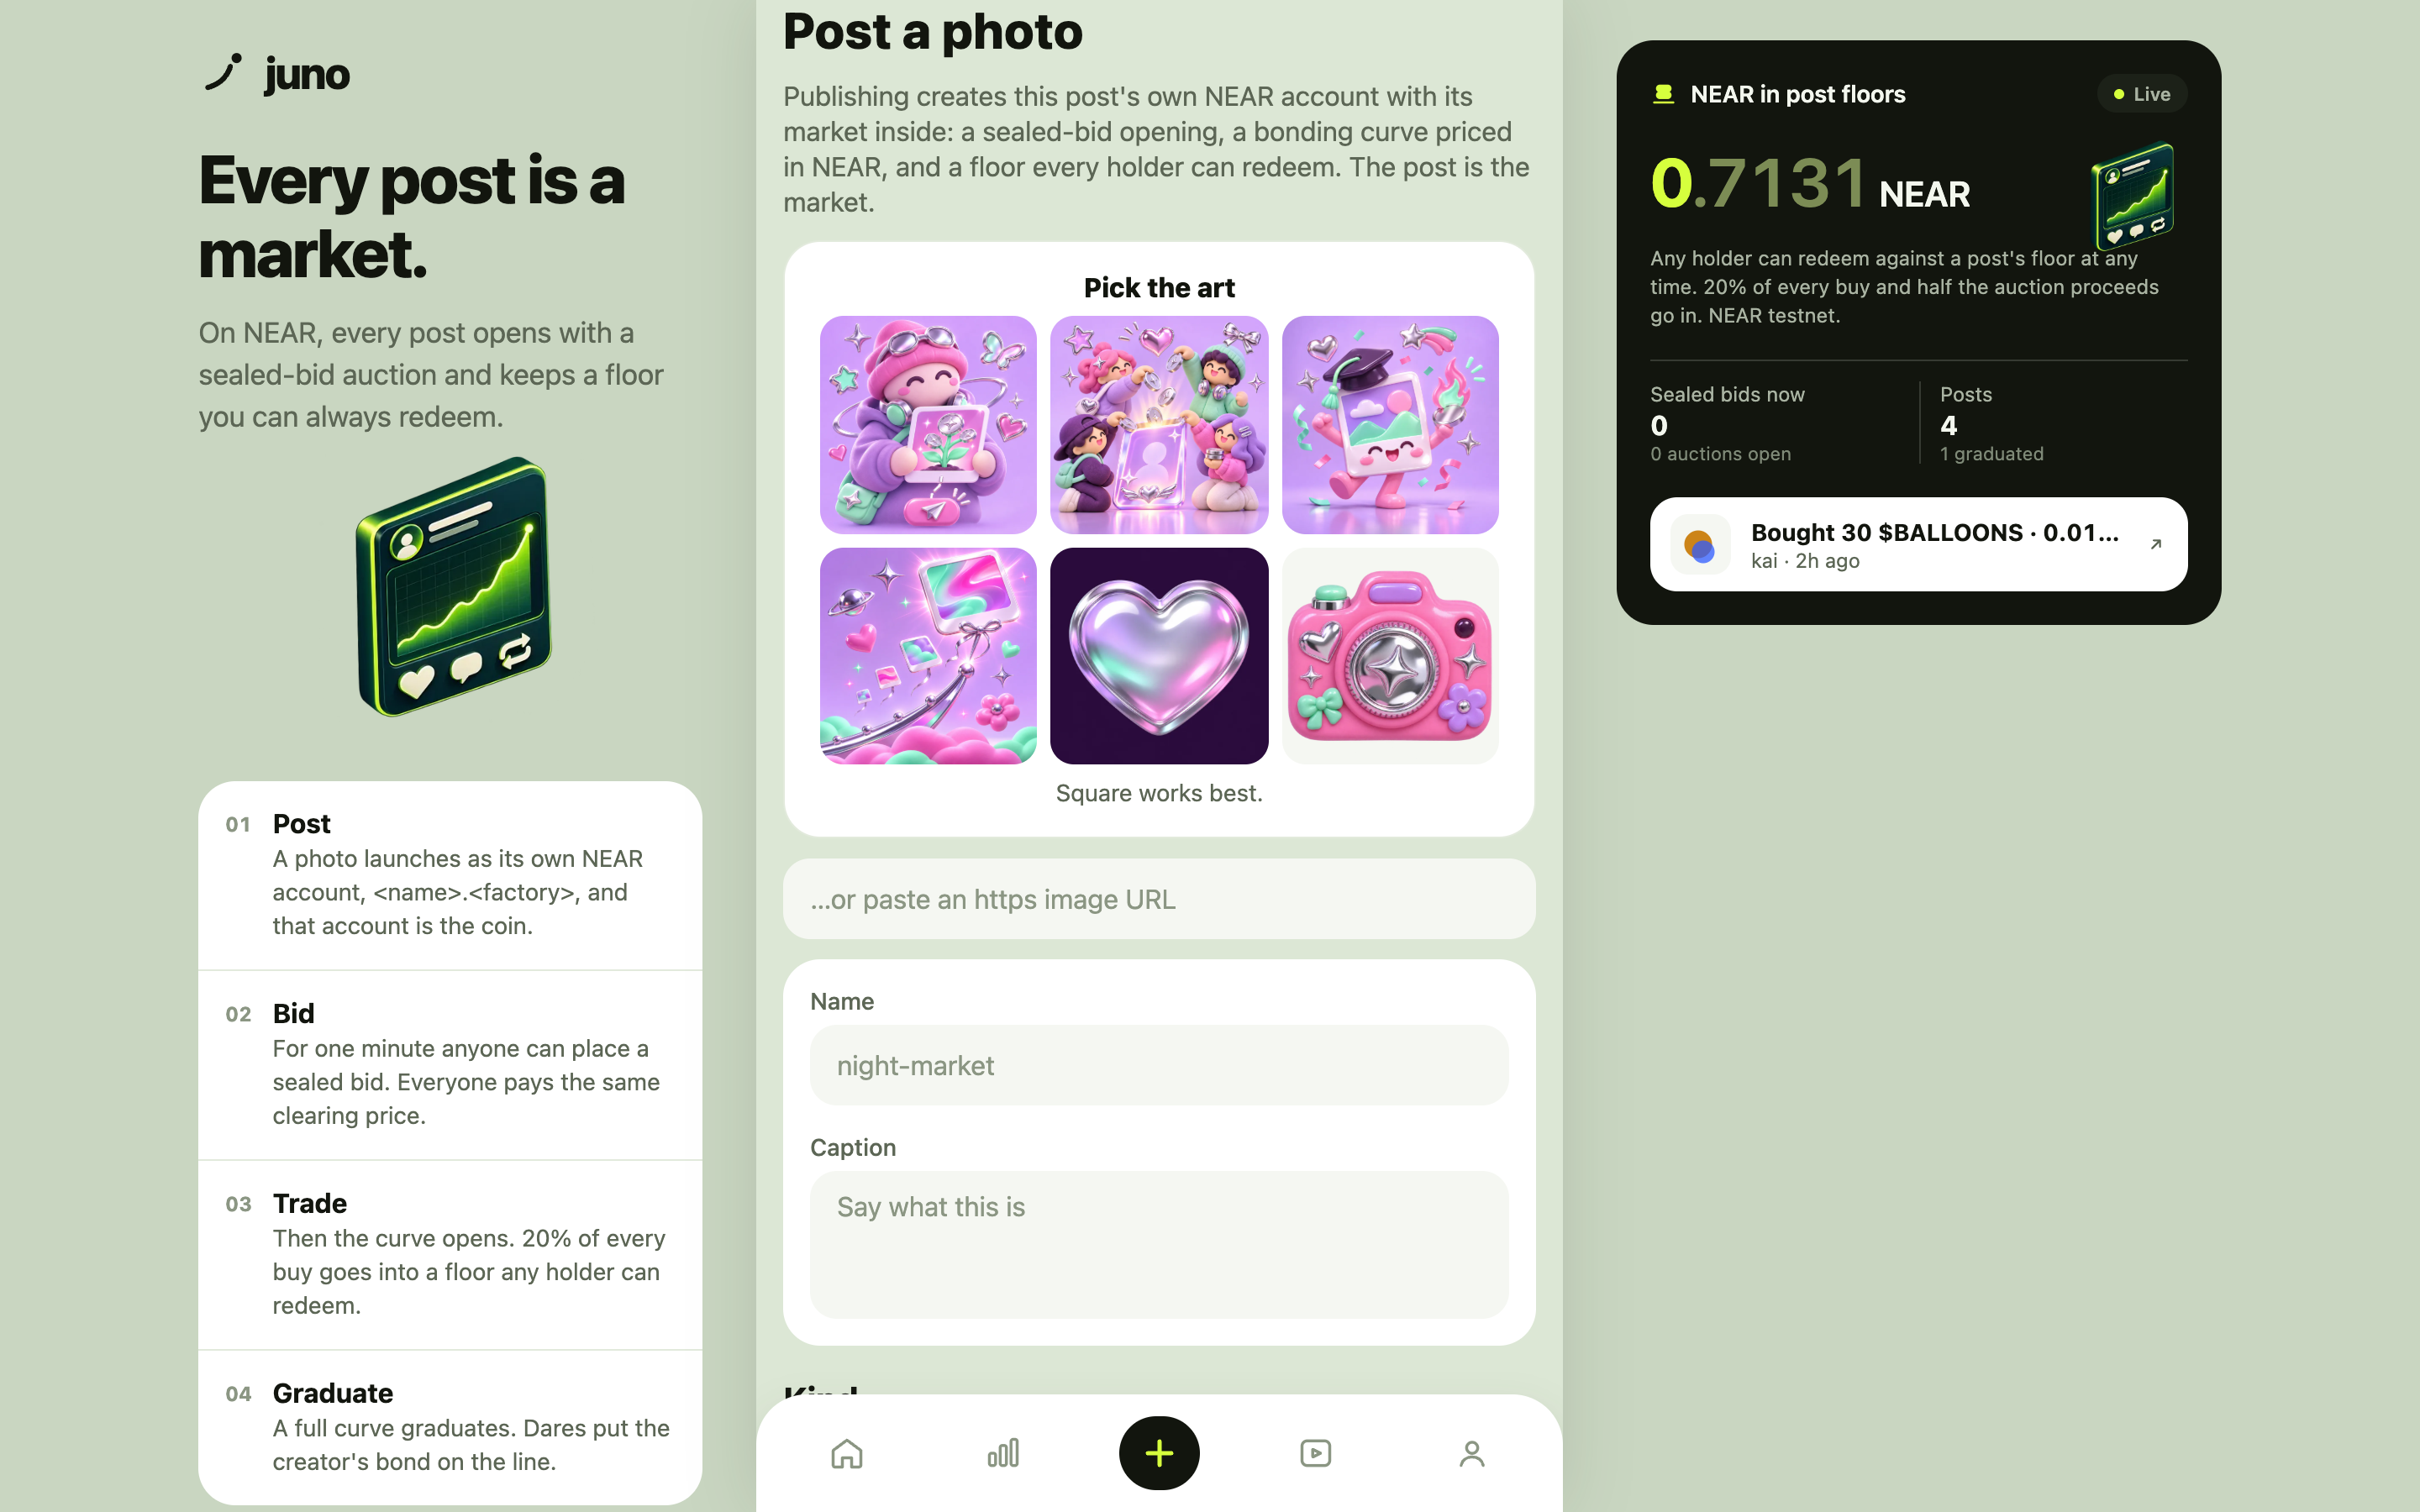 juno
Every post is a
market.
On NEAR, every post opens with a
sealed-bid auction and keeps a floor
you can always redeem.
01 Post
A photo launches as its own NEAR
account, <name>.<factory>, and
that account is the coin.
02 Bid
For one minute anyone can place a
sealed bid. Everyone pays the same
clearing price.
03 Trade
Then the curve opens. 20% of every
buy goes into a floor any holder can
redeem.
04 Graduate
A full curve graduates. Dares put the
creator's bond on the line.
Post a photo
Publishing creates this post's own NEAR account with its
market inside: a sealed-bid opening, a bonding curve priced
in NEAR, and a floor every holder can redeem. The post is the
market.
Pick the art
Square works best.
...or paste an https image URL
Name
night-market
Caption
Say what this is
Kind
NEAR in post floors
Live
0.7131 NEAR
Any holder can redeem against a post's floor at any
time. 20% of every buy and half the auction proceeds
go in. NEAR testnet.
Sealed bids now
0
0 auctions open
Posts
4
1 graduated
Bought 30 $BALLOONS · 0.01...
kai · 2h ago